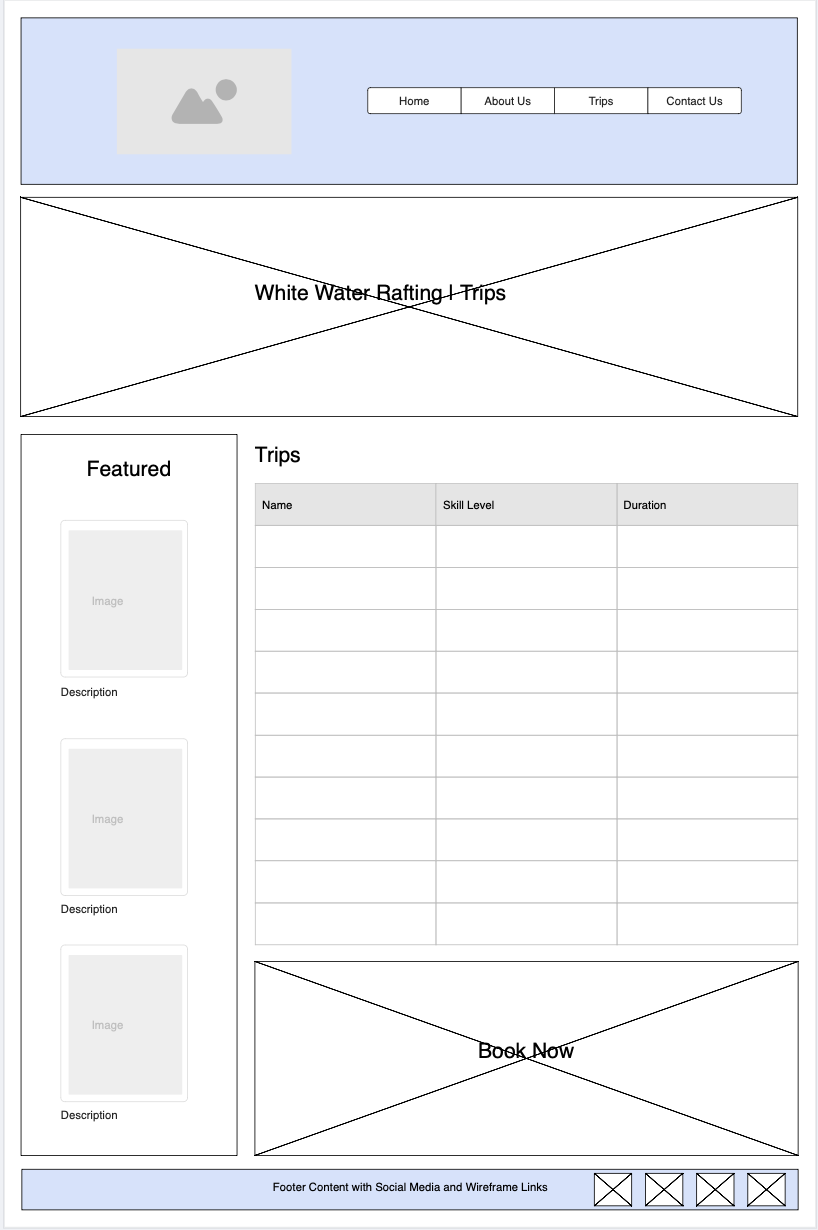 Home
About Us
Trips
Contact Us
White Water Rafting | Trips
Featured
Image
Description
Image
Description
Image
Description
Trips
Name
Skill Level
Duration
Book Now
Footer Content with Social Media and Wireframe Links